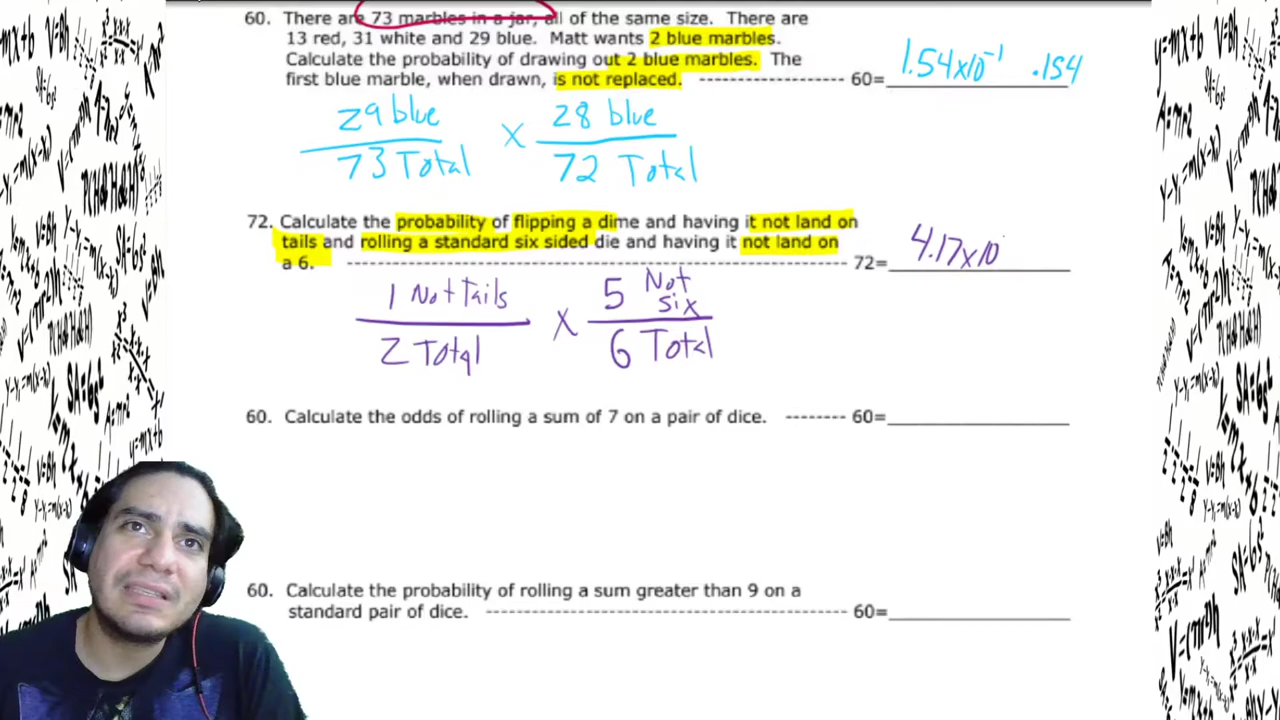 60. There are 73 marbles in a jar, all of the same size. There are
13 red, 31 white and 29 blue. Matt wants 2 blue marbles.
Calculate the probability of drawing out 2 blue marbles. The
first blue marble, when drawn, is not replaced. ------------------ 60=
1.54x10⁻¹ .154
29 blue
73 Total
x
28 blue
72 Total
72. Calculate the probability of flipping a dime and having it not land on
tails and rolling a standard six sided die and having it not land on
a 6. ------------------ 72=
4.17x10
1 Not Tails
2 Total
x
5 Not six
6 Total
60. Calculate the odds of rolling a sum of 7 on a pair of dice. -------- 60=
60. Calculate the probability of rolling a sum greater than 9 on a
standard pair of dice. ------------------ 60=